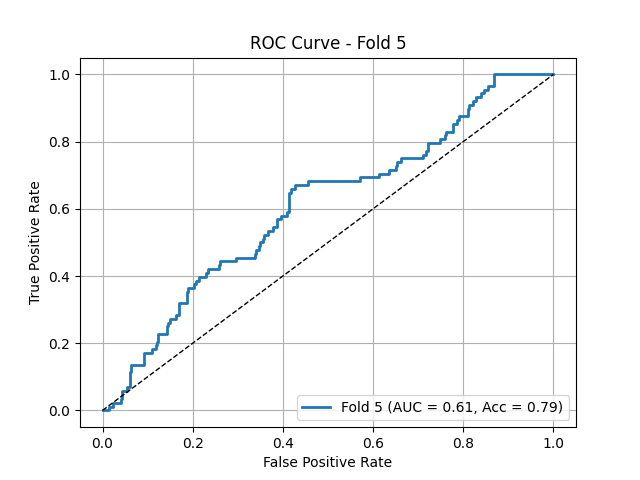 ROC Curve - Fold 5
True Positive Rate
1.0
0.8
0.6
0.4
0.2
0.0
Fold 5 (AUC = 0.61, Acc = 0.79)
0.0 0.2 0.4 0.6 0.8 1.0
False Positive Rate